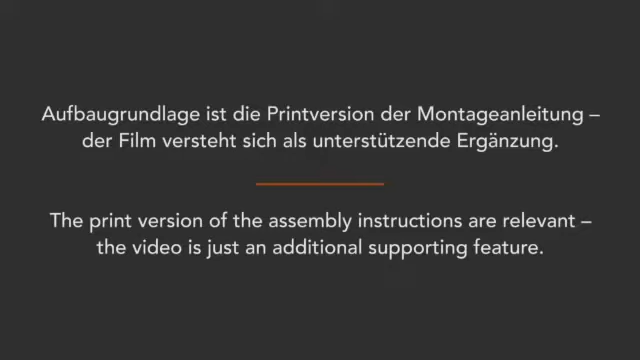 Aufbaugrundlage ist die Printversion der Montageanleitung –
der Film versteht sich als unterstützende Ergänzung.
The print version of the assembly instructions are relevant –
the video is just an additional supporting feature.